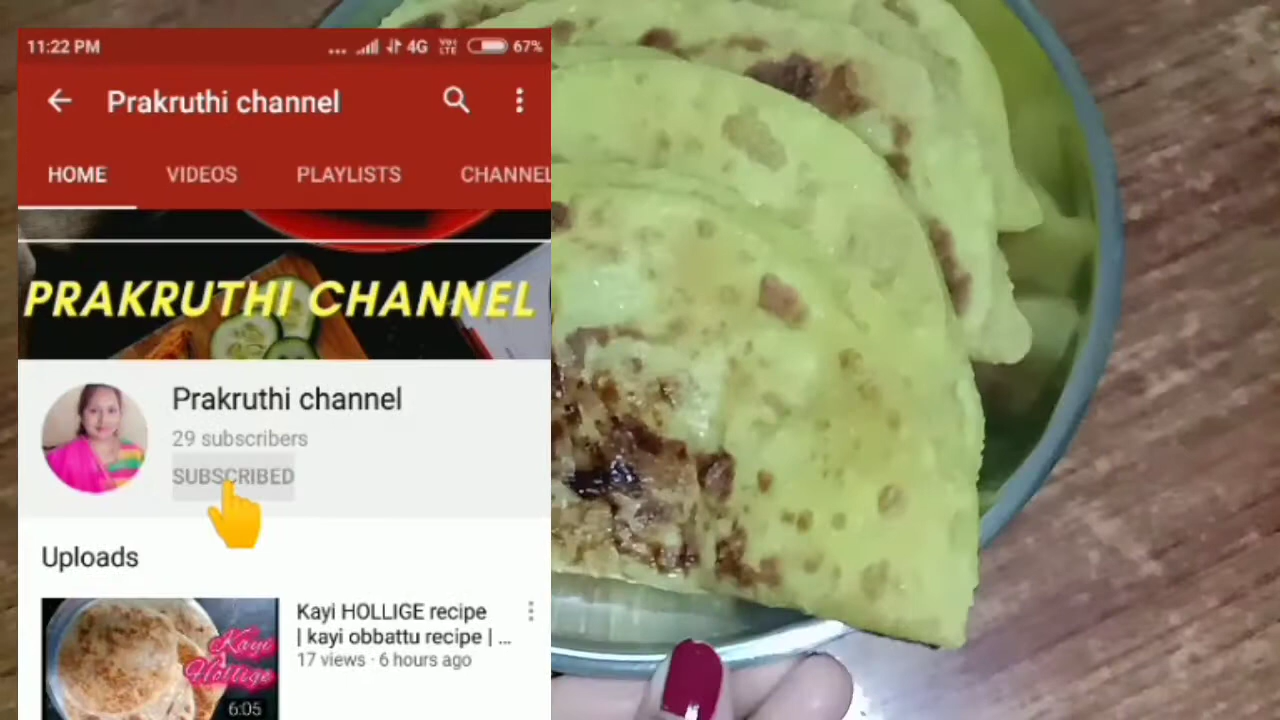 11:22 PM ... 4G VoLTE 67%
Prakruthi channel
HOME VIDEOS PLAYLISTS CHANNEL
PRAKRUTHI CHANNEL
Prakruthi channel
29 subscribers
SUBSCRIBED
Uploads
Kayi HOLLIGE recipe
| kayi obbattu recipe | ...
17 views · 6 hours ago
Kayi
Hollige
6:05